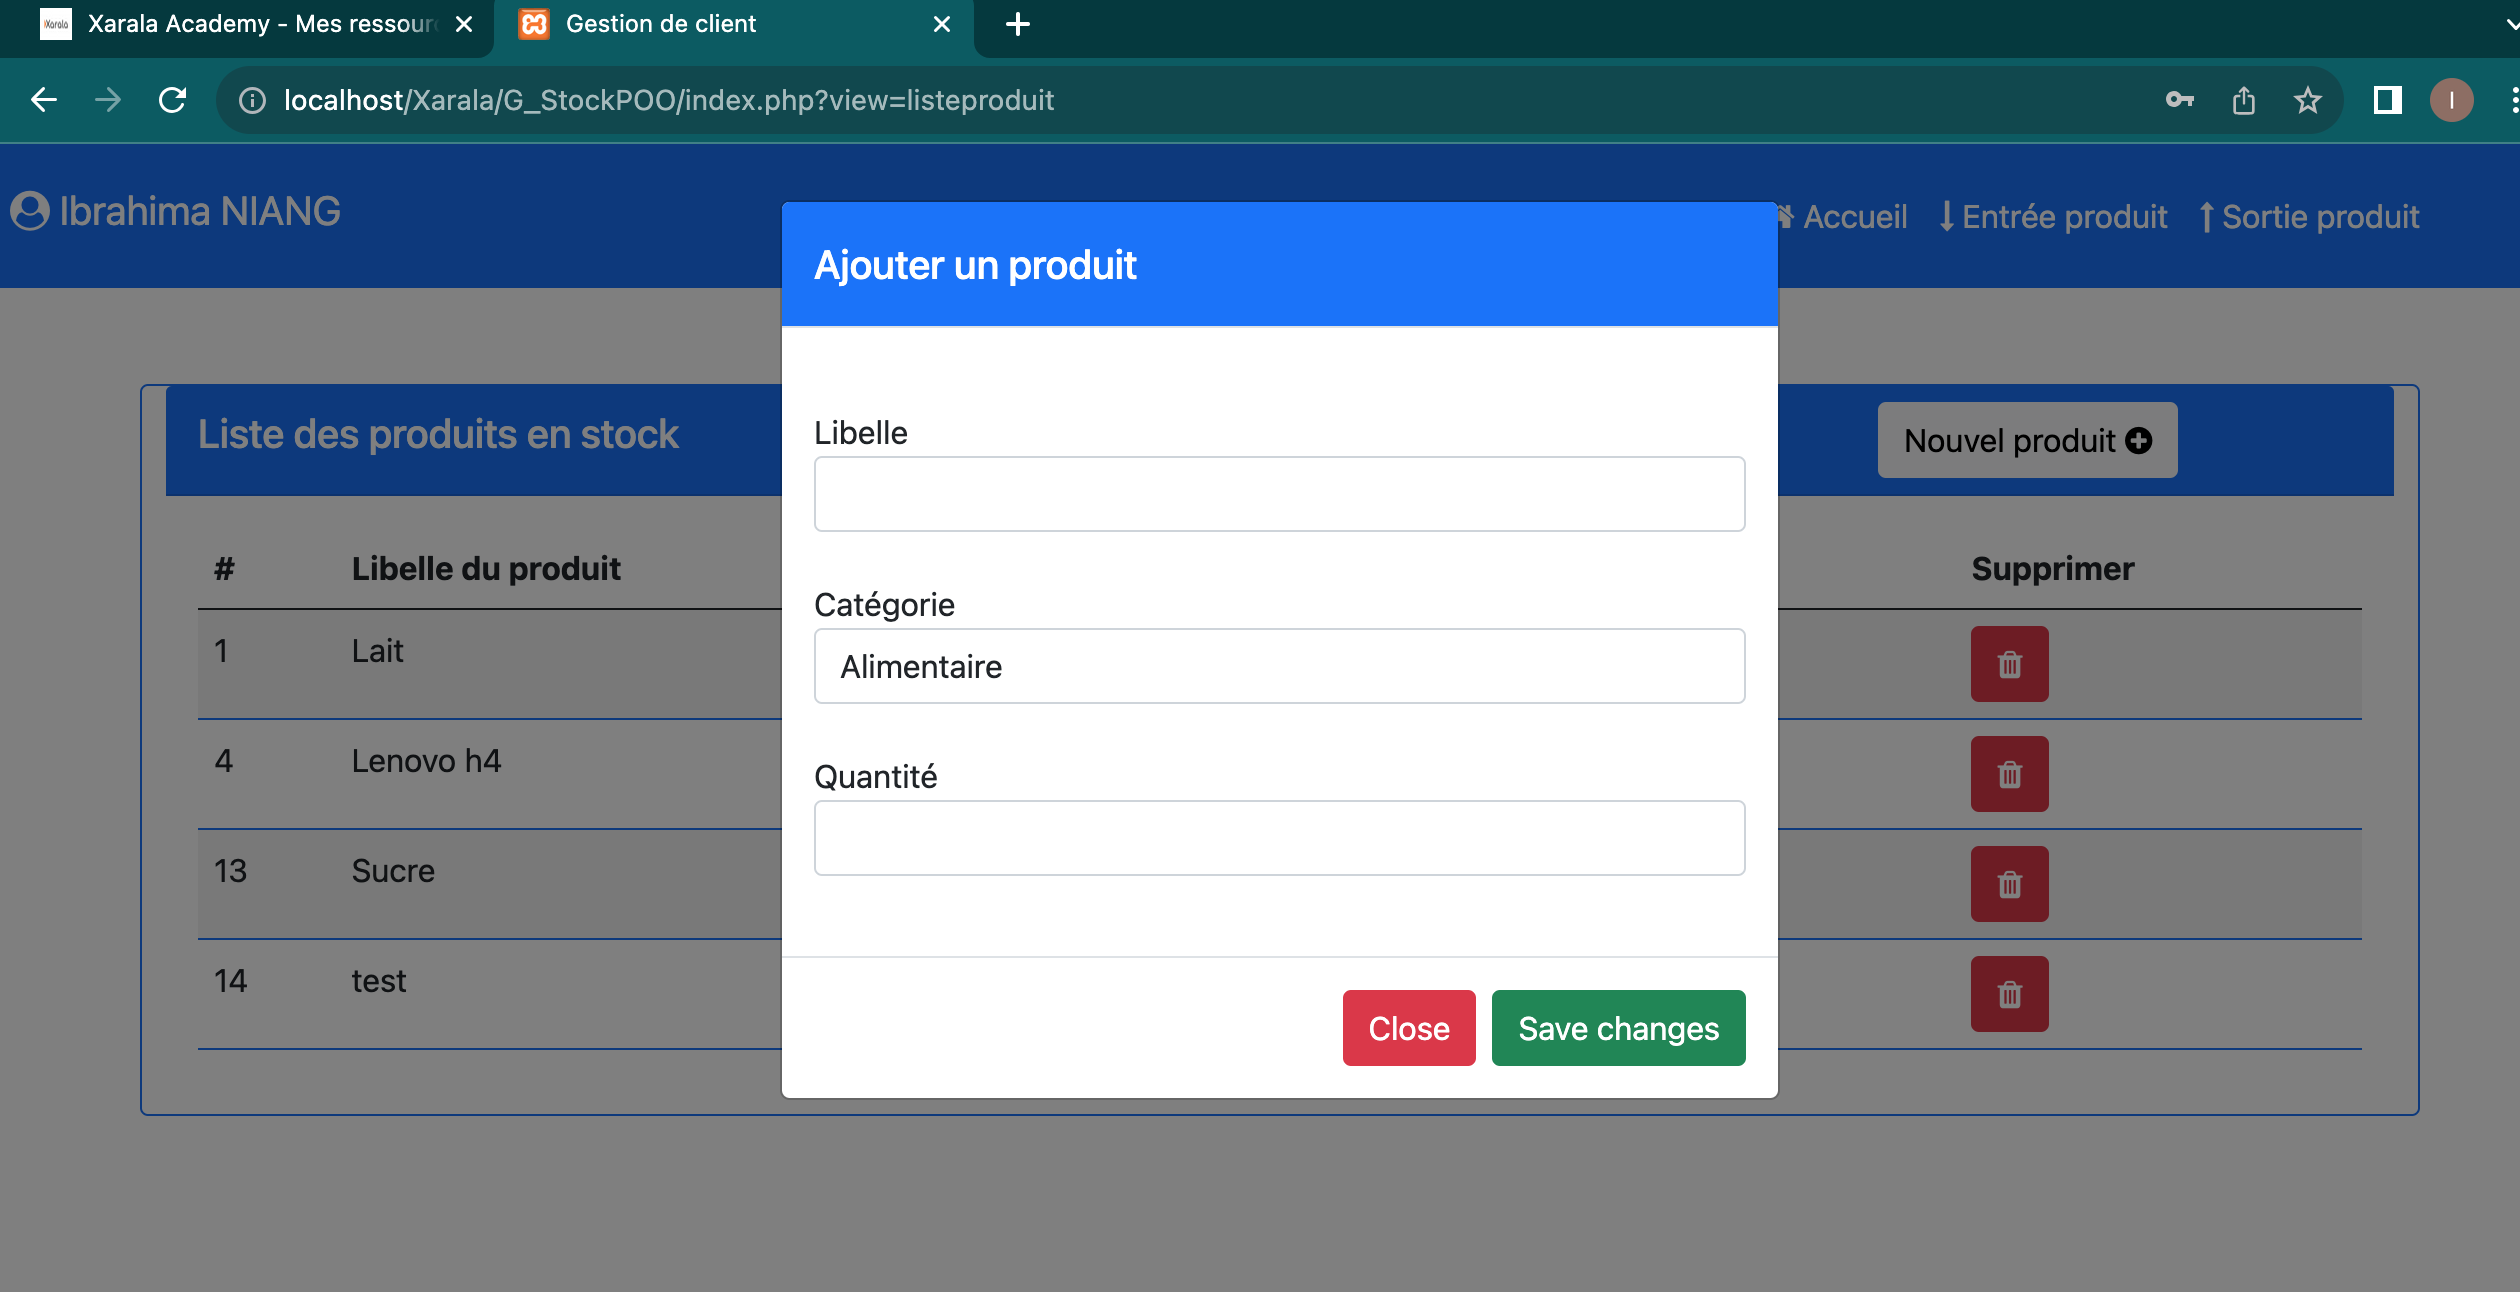 Xarala Academy - Mes ressour
Gestion de client
localhost/Xarala/G_StockPOO/index.php?view=listeproduit
I
Ibrahima NIANG
Accueil
Entrée produit
Sortie produit
Ajouter un produit
Liste des produits en stock
Nouvel produit
Libelle
# Libelle du produit
Supprimer
Catégorie
Alimentaire
1 Lait
4 Lenovo h4
Quantité
13 Sucre
14 test
Close
Save changes